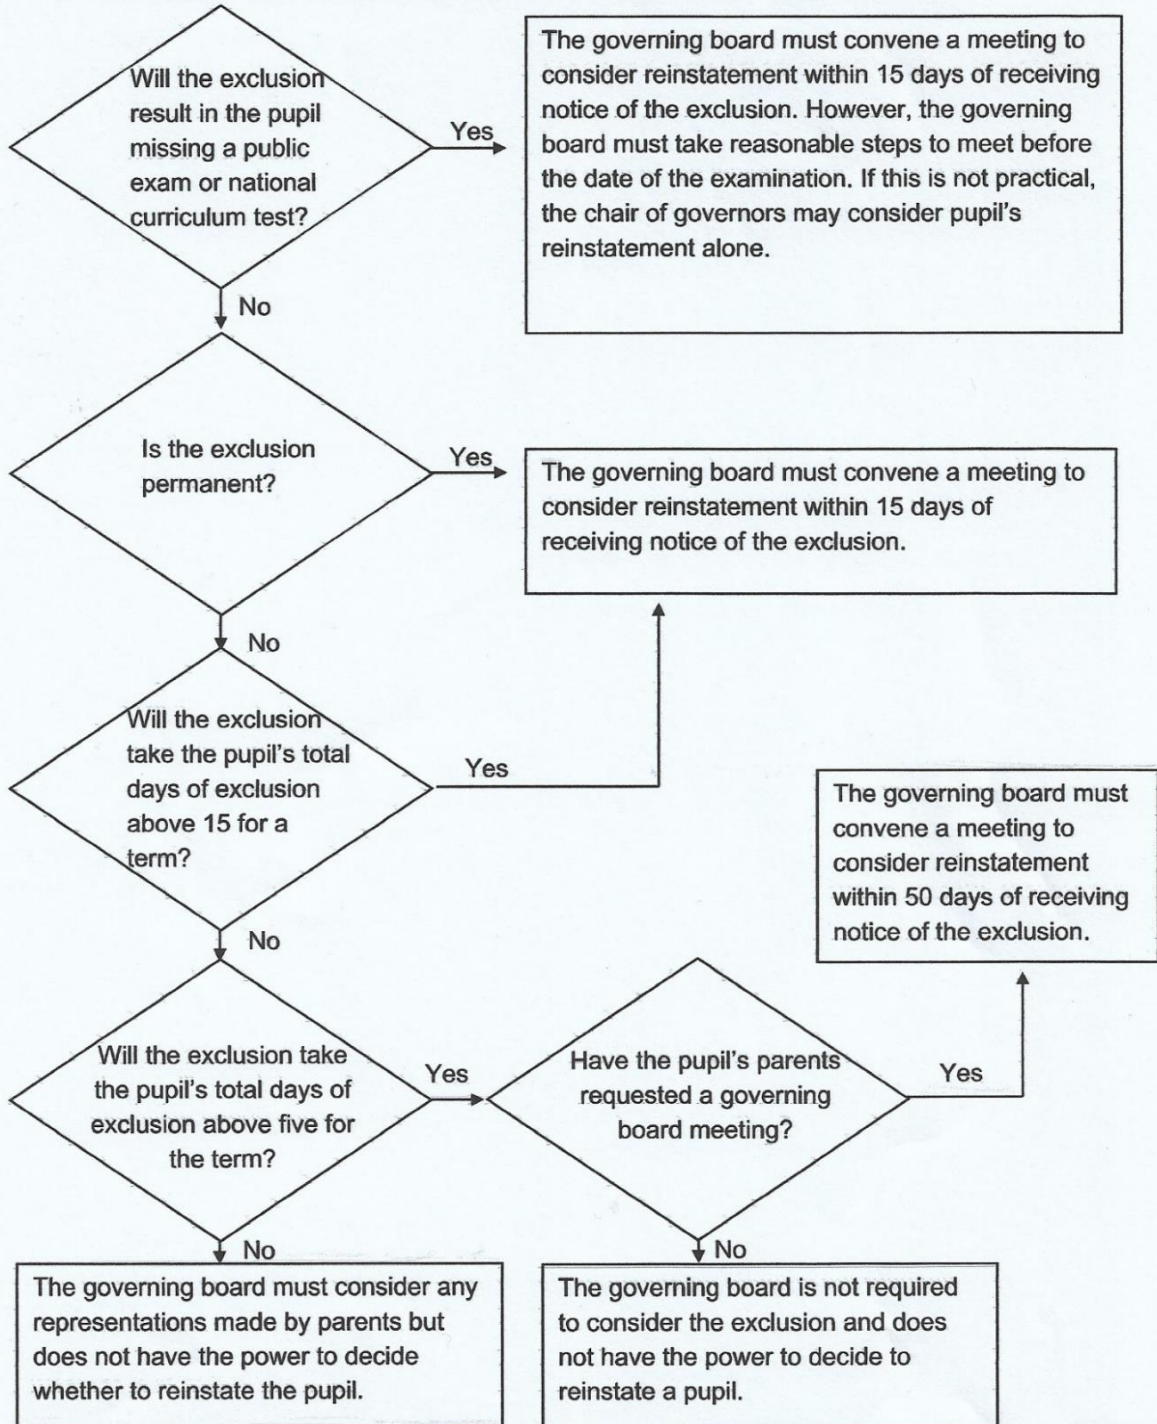 Will the exclusion
result in the pupil
missing a public
exam or national
curriculum test?
Yes
The governing board must convene a meeting to
consider reinstatement within 15 days of receiving
notice of the exclusion. However, the governing
board must take reasonable steps to meet before
the date of the examination. If this is not practical,
the chair of governors may consider pupil's
reinstatement alone.
No
Is the exclusion
permanent?
Yes
The governing board must convene a meeting to
consider reinstatement within 15 days of
receiving notice of the exclusion.
No
Will the exclusion
take the pupil's total
days of exclusion
above 15 for a
term?
Yes
The governing board must
convene a meeting to
consider reinstatement
within 50 days of receiving
notice of the exclusion.
No
Will the exclusion take
the pupil's total days of
exclusion above five for
the term?
Yes
Have the pupil's parents
requested a governing
board meeting?
Yes
No
The governing board must consider any
representations made by parents but
does not have the power to decide
whether to reinstate the pupil.
No
The governing board is not required
to consider the exclusion and does
not have the power to decide to
reinstate a pupil.